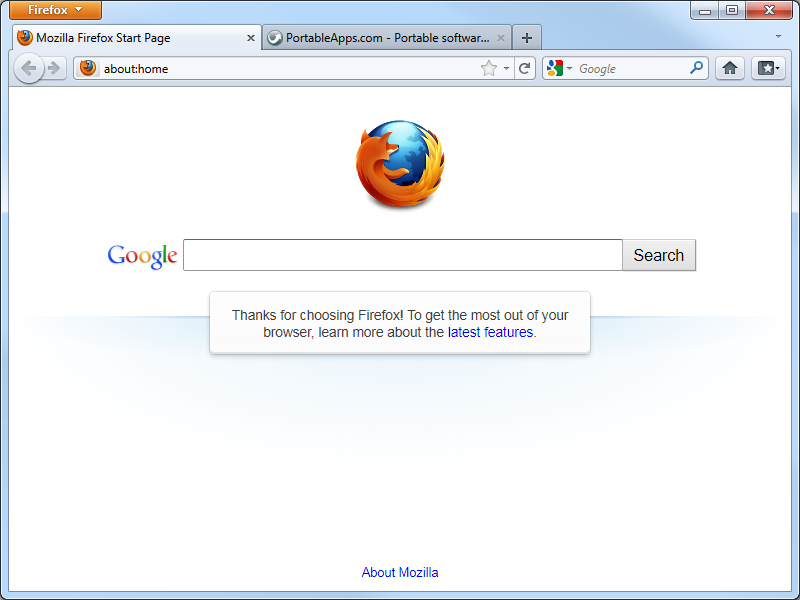 Firefox
Mozilla Firefox Start Page
PortableApps.com - Portable softwar...
about:home
Google
Google
Search
Thanks for choosing Firefox! To get the most out of your
browser, learn more about the latest features.
About Mozilla